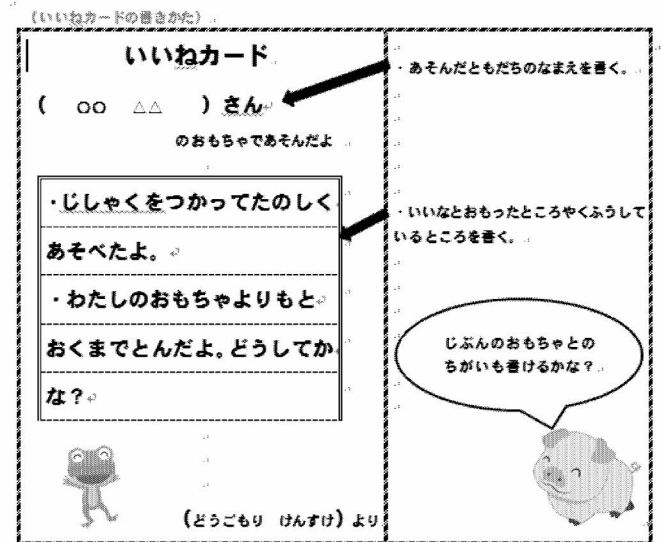 （いいねカードの書きかた）
いいねカード
（　○○　△△　）さん
のおもちゃであそんだよ
・じしゃくをつかってたのしく
あそべたよ。
・わたしのおもちゃよりもと
おくまでとんだよ。どうしてか
な？
（どうごもり　けんすけ）より
・あそんだともだちのなまえを書く。
・いいなとおもったところやくふうして
いるところを書く。
じぶんのおもちゃとの
ちがいも書けるかな？